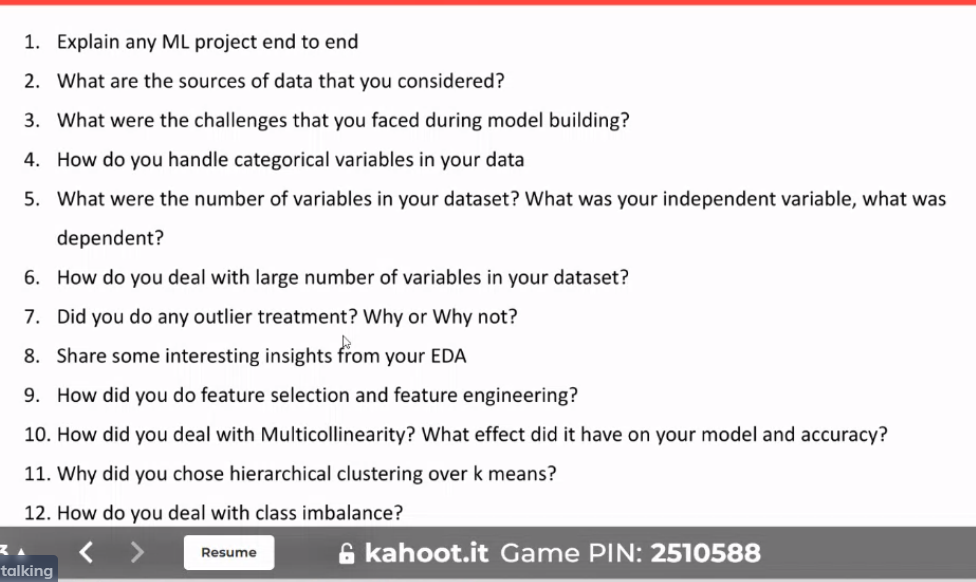 1. Explain any ML project end to end
2. What are the sources of data that you considered?
3. What were the challenges that you faced during model building?
4. How do you handle categorical variables in your data
5. What were the number of variables in your dataset? What was your independent variable, what was
dependent?
6. How do you deal with large number of variables in your dataset?
7. Did you do any outlier treatment? Why or Why not?
8. Share some interesting insights from your EDA
9. How did you do feature selection and feature engineering?
10. How did you deal with Multicollinearity? What effect did it have on your model and accuracy?
11. Why did you chose hierarchical clustering over k means?
12. How do you deal with class imbalance?
Resume kahoot.it Game PIN: 2510588
talking